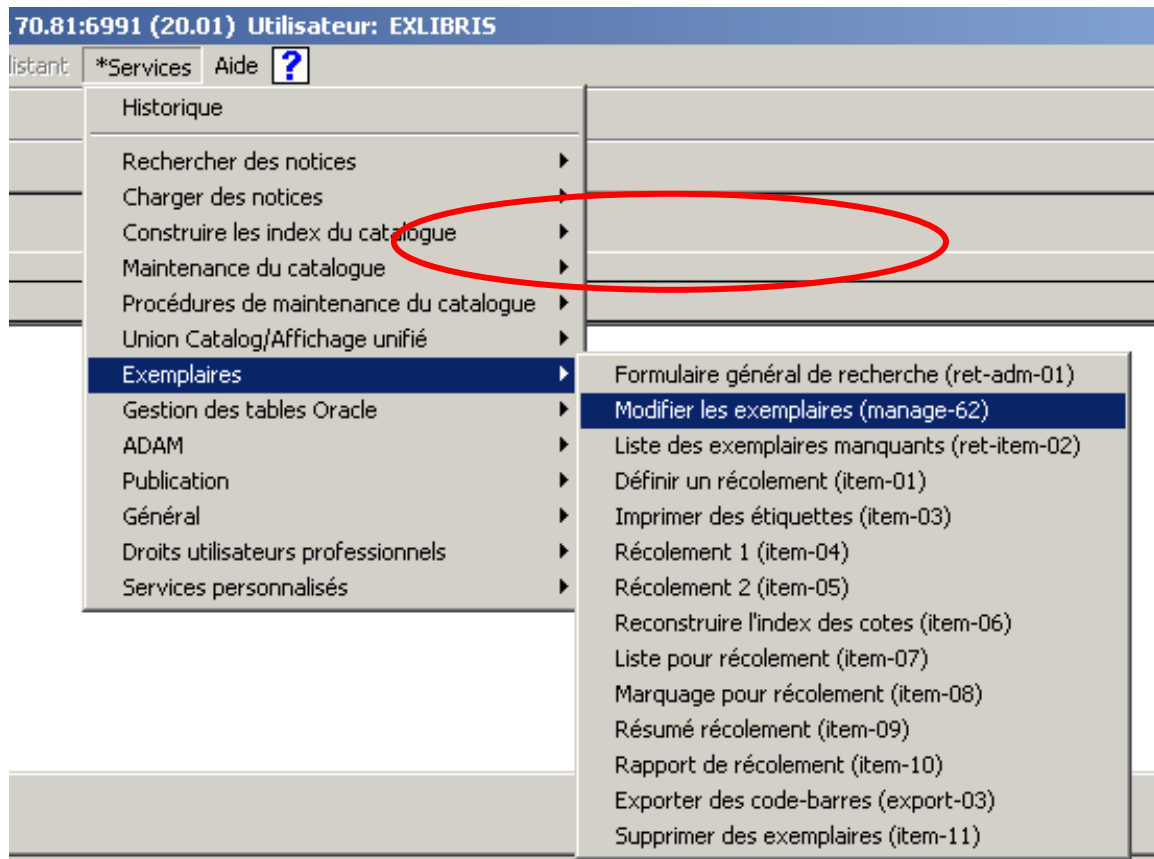 70.81:6991 (20.01) Utilisateur: EXLIBRIS
distant *Services Aide ?
Historique
Rechercher des notices
Charger des notices
Construire les index du catalogue
Maintenance du catalogue
Procédures de maintenance du catalogue
Union Catalog/Affichage unifié
Exemplaires
Gestion des tables Oracle
ADAM
Publication
Général
Droits utilisateurs professionnels
Services personnalisés
Formulaire général de recherche (ret-adm-01)
Modifier les exemplaires (manage-62)
Liste des exemplaires manquants (ret-item-02)
Définir un récolement (item-01)
Imprimer des étiquettes (item-03)
Récolement 1 (item-04)
Récolement 2 (item-05)
Reconstruire l'index des cotes (item-06)
Liste pour récolement (item-07)
Marquage pour récolement (item-08)
Résumé récolement (item-09)
Rapport de récolement (item-10)
Exporter des code-barres (export-03)
Supprimer des exemplaires (item-11)